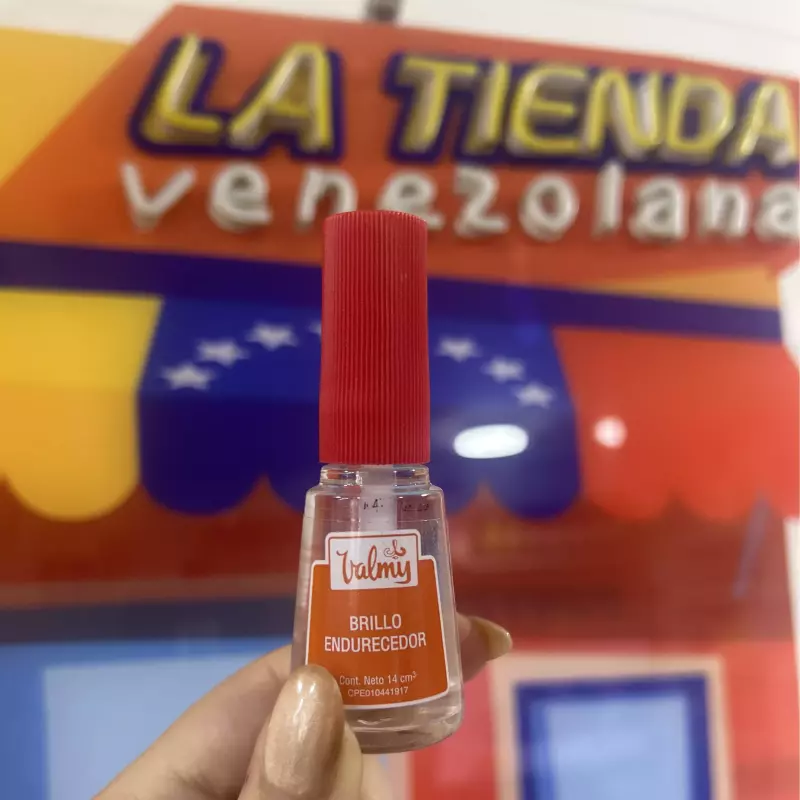 LA TIENDA
venezolana
Valmy
BRILLO
ENDURECEDOR
Cont. Neto 14 cm³
CPE010441917